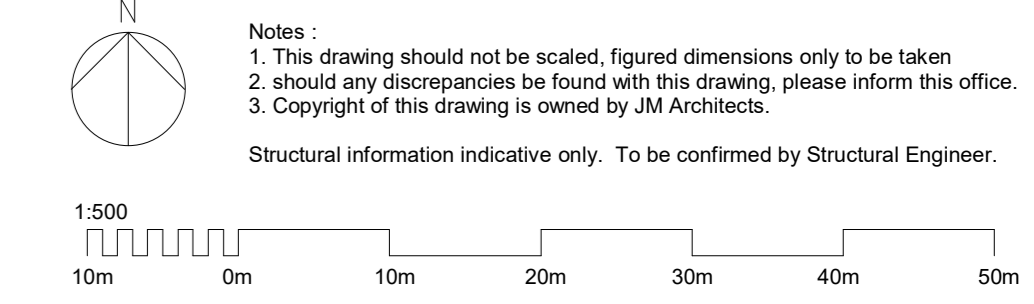 N
Notes :
1. This drawing should not be scaled, figured dimensions only to be taken
2. should any discrepancies be found with this drawing, please inform this office.
3. Copyright of this drawing is owned by JM Architects.
Structural information indicative only. To be confirmed by Structural Engineer.
1:500
10m 0m 10m 20m 30m 40m 50m